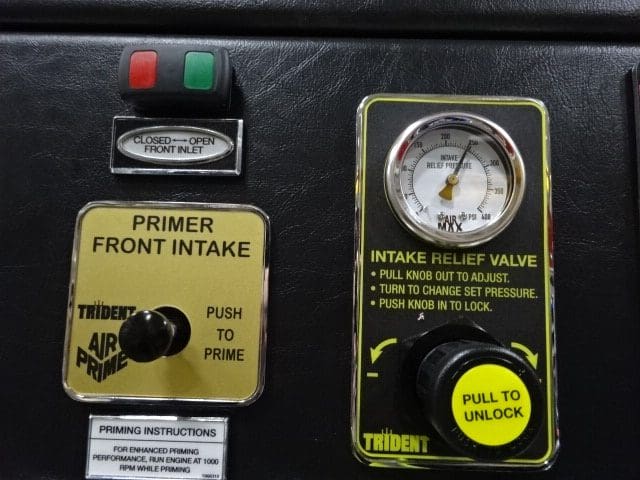 CLOSED ↔ OPEN
FRONT INLET
PRIMER
FRONT INTAKE
TRIDENT
AIR
PRIME
PUSH
TO
PRIME
PRIMING INSTRUCTIONS
FOR ENHANCED PRIMING
PERFORMANCE, RUN ENGINE AT 1000
RPM WHILE PRIMING
150 200 250 300 350 400
INTAKE
RELIEF PRESSURE
AIR
MAX
PSI
INTAKE RELIEF VALVE
• PULL KNOB OUT TO ADJUST.
• TURN TO CHANGE SET PRESSURE.
• PUSH KNOB IN TO LOCK.
PULL TO
UNLOCK
TRIDENT